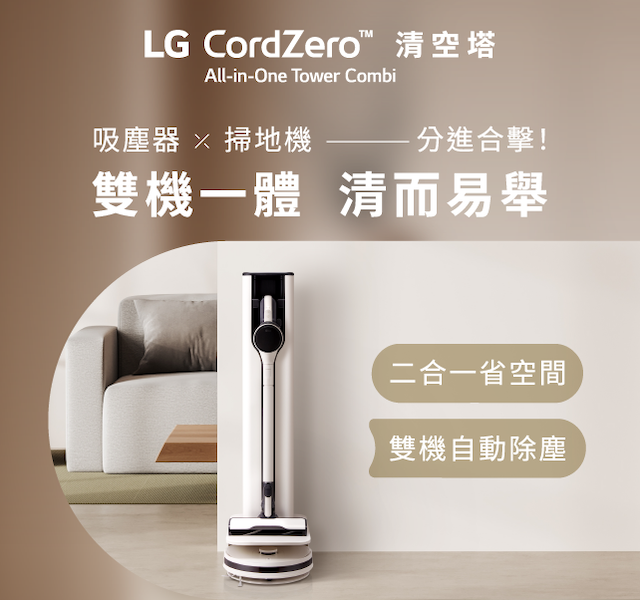 LG CordZero™ 清空塔
All-in-One Tower Combi
吸塵器 × 掃地機 —— 分進合擊！
雙機一體 清而易舉
二合一省空間
雙機自動除塵